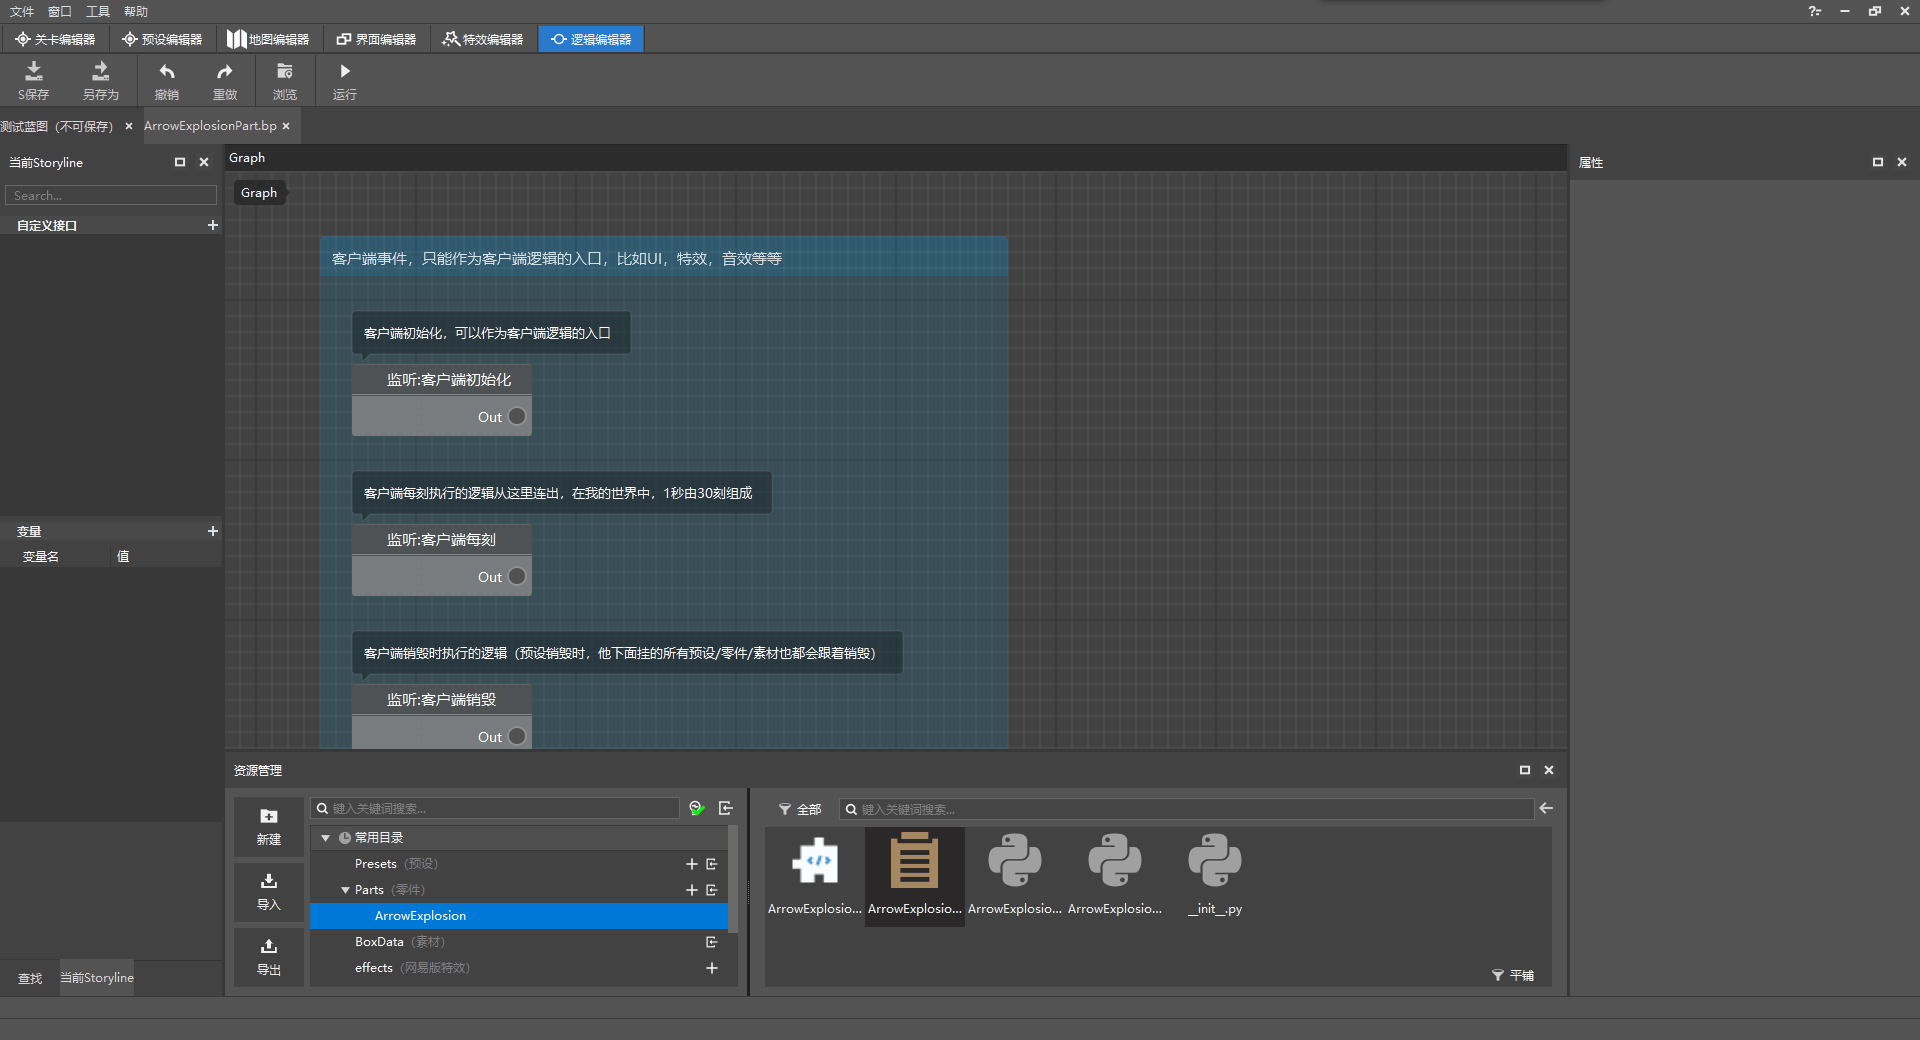 文件 窗口 工具 帮助
关卡编辑器 预设编辑器 地图编辑器 界面编辑器 特效编辑器 逻辑编辑器
S保存 另存为 撤销 重做 浏览 运行
测试蓝图（不可保存） ArrowExplosionPart.bp
当前Storyline
Search...
自定义接口
变量
变量名 值
查找 当前Storyline
Graph
Graph
客户端事件，只能作为客户端逻辑的入口，比如UI，特效，音效等等
客户端初始化，可以作为客户端逻辑的入口
监听:客户端初始化
Out
客户端每刻执行的逻辑从这里连出，在我的世界中，1秒由30刻组成
监听:客户端每刻
Out
客户端销毁时执行的逻辑（预设销毁时，他下面挂的所有预设/零件/素材也都会跟着销毁）
监听:客户端销毁
Out
属性
资源管理
新建
导入
导出
键入关键词搜索...
常用目录
Presets（预设）
Parts（零件）
ArrowExplosion
BoxData（素材）
effects（网易版特效）
全部 键入关键词搜索...
ArrowExplosio... ArrowExplosio... ArrowExplosio... ArrowExplosio... __init__.py
平铺